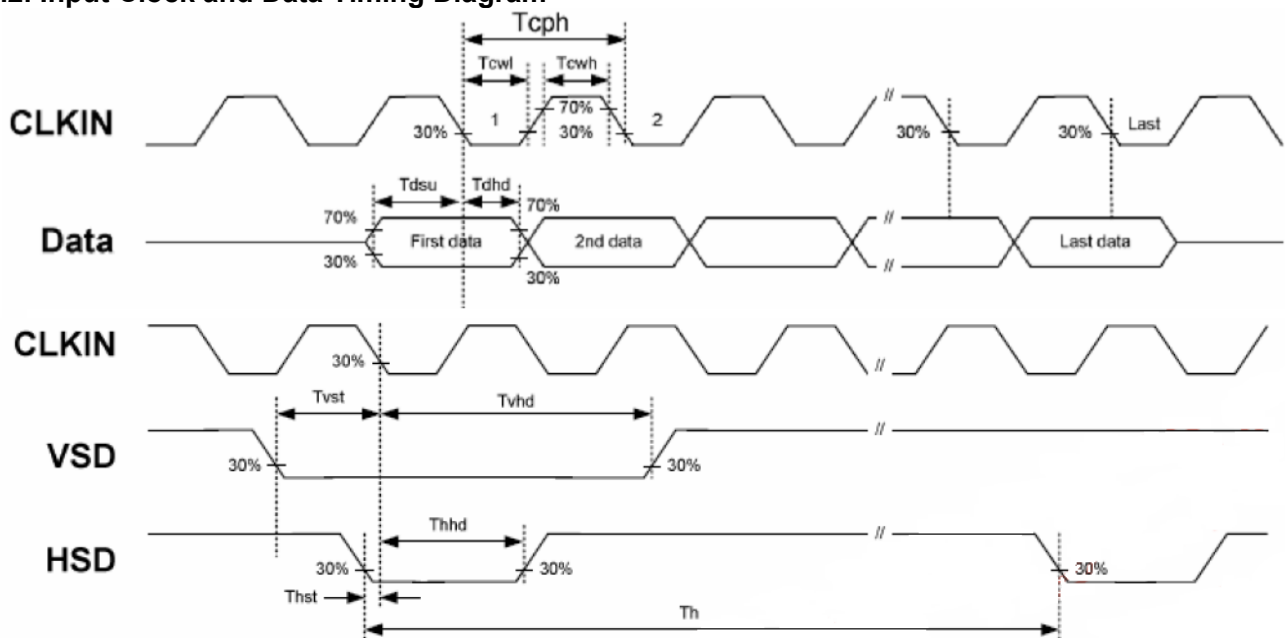 .2. Input Clock and Data Timing Diagram
Tcph
Tcwl
Tcwh
CLKIN
30%
1
70%
30%
2
//
30%
30%
Last
Tdsu
Tdhd
70%
70%
Data
First data
2nd data
//
//
Last data
30%
30%
CLKIN
30%
//
Tvst
Tvhd
//
VSD
30%
30%
Thhd
//
HSD
30%
30%
30%
Thst
Th